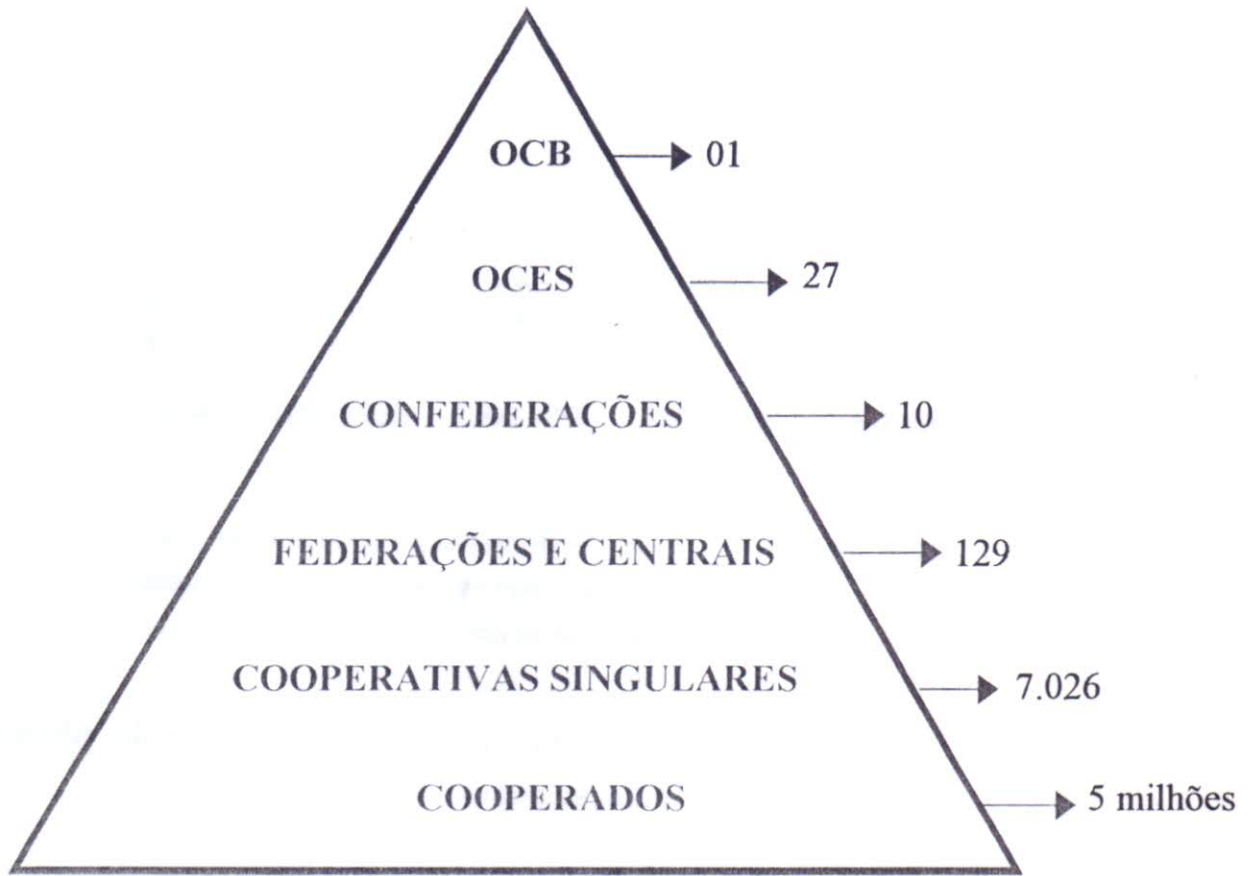 OCB 01
OCES 27
CONFEDERAÇÕES 10
FEDERAÇÕES E CENTRAIS 129
COOPERATIVAS SINGULARES 7.026
COOPERADOS 5 milhões